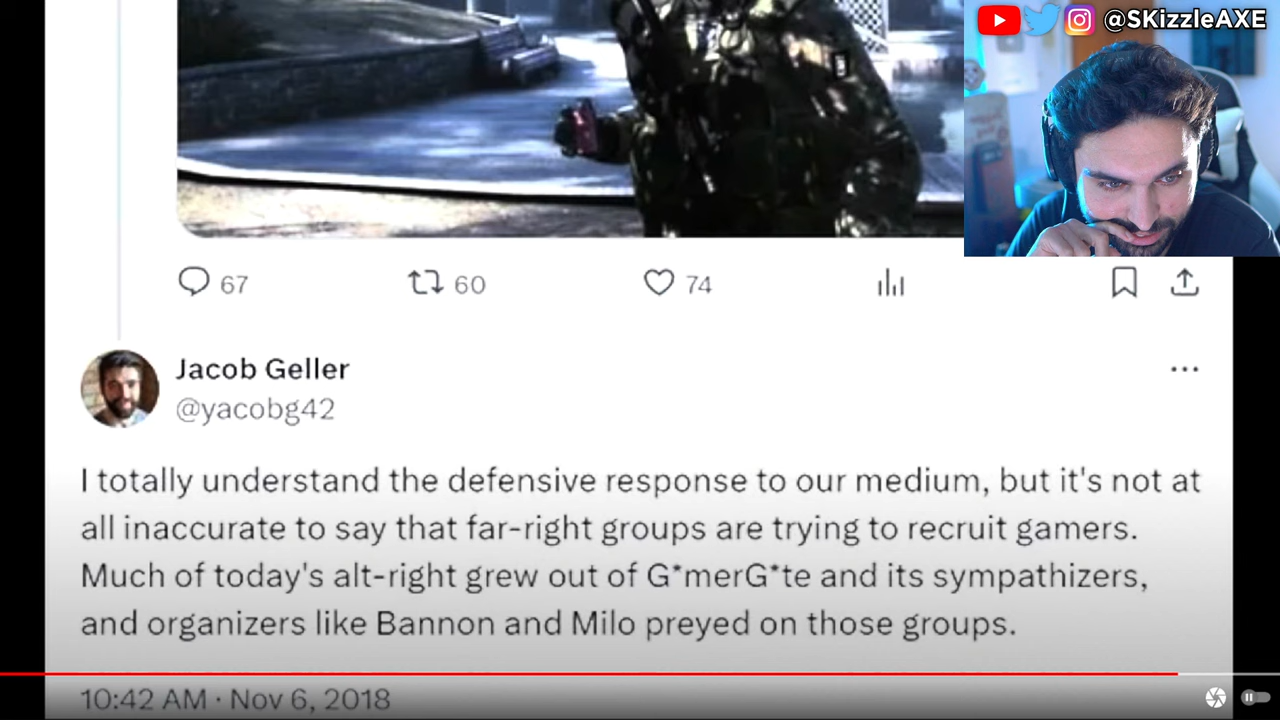 @SKizzleAXE
67 60 74
Jacob Geller
@yacobg42
I totally understand the defensive response to our medium, but it's not at
all inaccurate to say that far-right groups are trying to recruit gamers.
Much of today's alt-right grew out of G*merG*te and its sympathizers,
and organizers like Bannon and Milo preyed on those groups.
10:42 AM · Nov 6, 2018